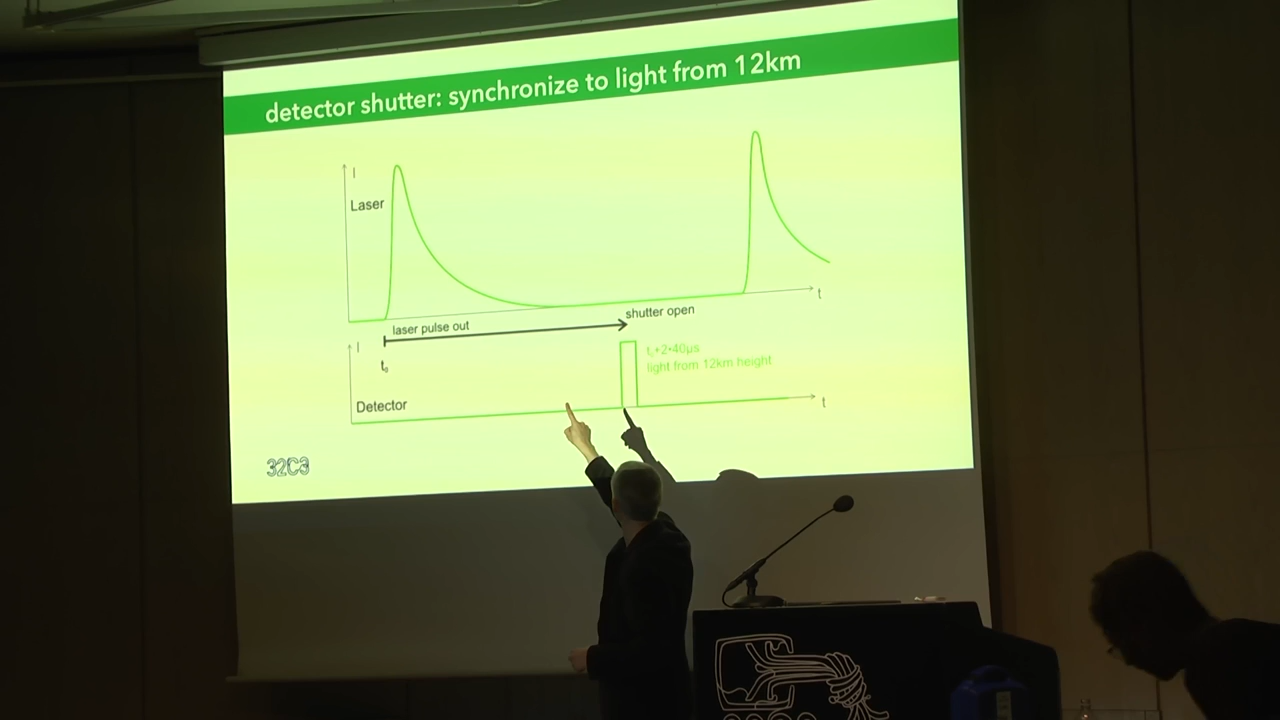 detector shutter: synchronize to light from 12km
I
Laser
t
laser pulse out
shutter open
I
t₀
t₀+2•40µs
light from 12km height
Detector
t
32C3